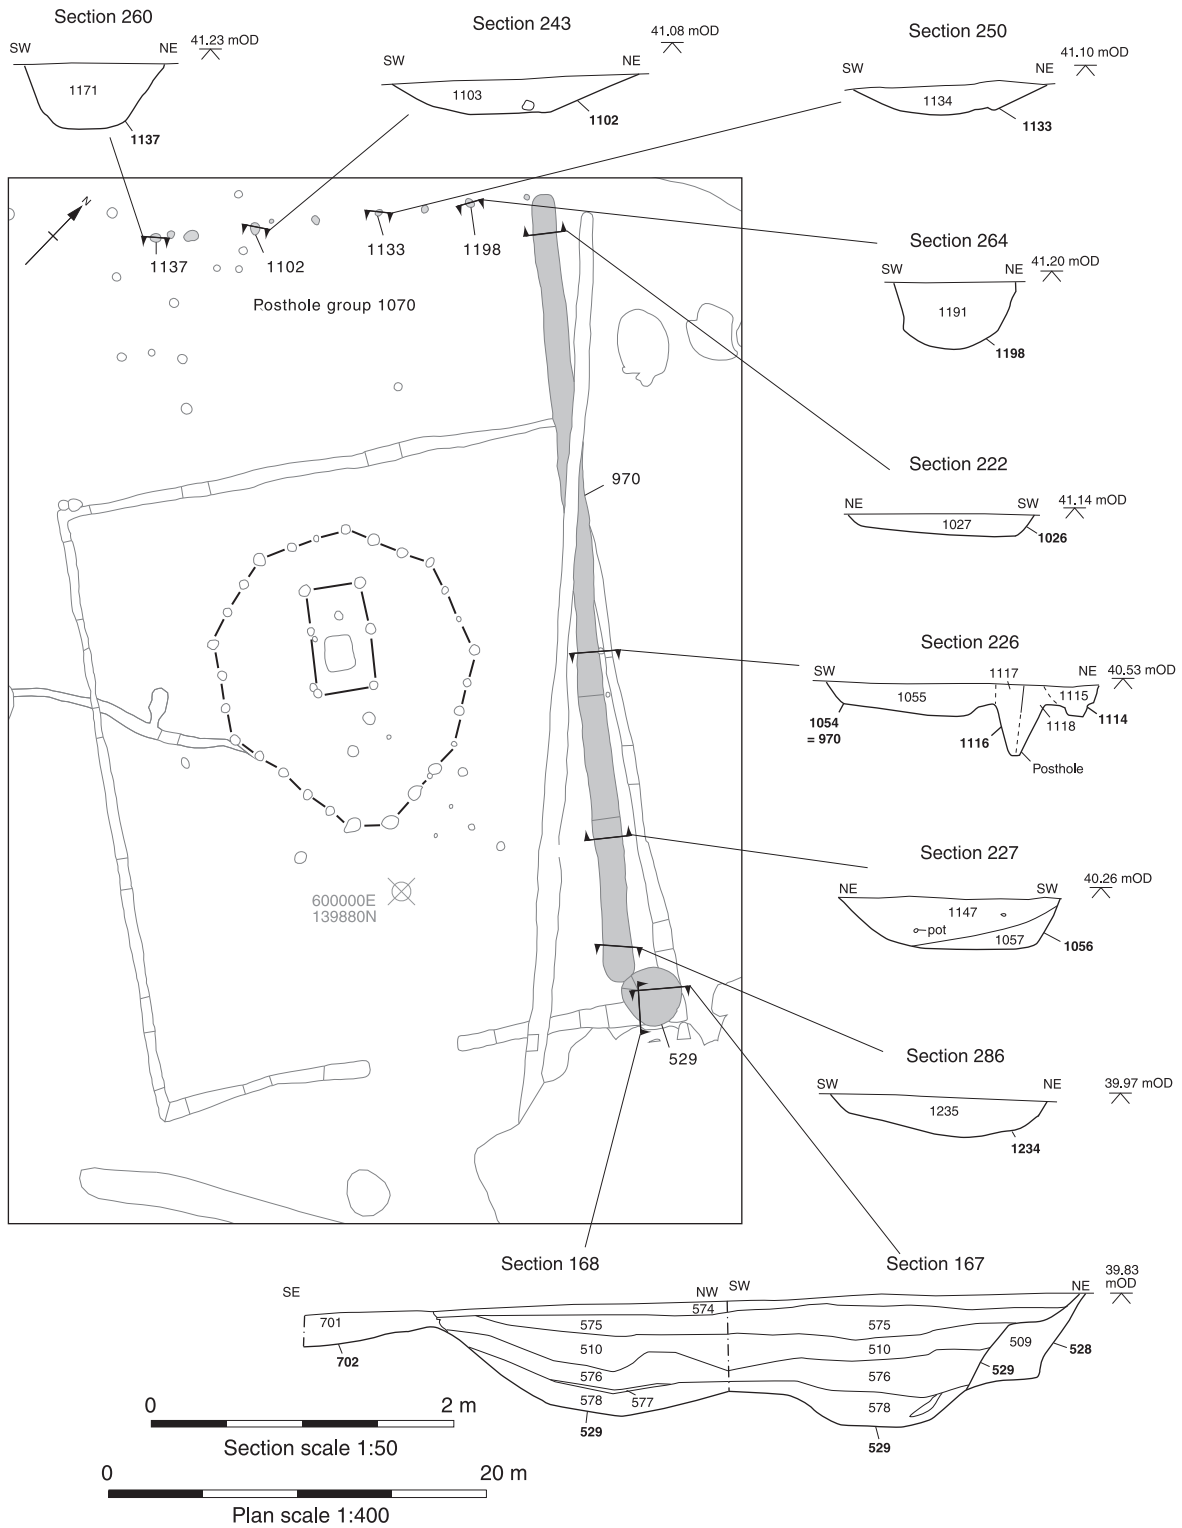 Section 260
SW
NE
41.23 mOD
1171
1137
Section 243
SW
NE
41.08 mOD
1103
1102
Section 250
SW
NE
41.10 mOD
1134
1133
N
1137
1102
1133
1198
Posthole group 1070
Section 264
SW
NE
41.20 mOD
1191
1198
970
Section 222
NE
SW
41.14 mOD
1027
1026
Section 226
SW
1117
NE
40.53 mOD
1055
1115
1054
= 970
1116
1118
1114
Posthole
Section 227
NE
SW
40.26 mOD
1147
pot
1057
1056
600000E
139880N
529
Section 286
SW
NE
39.97 mOD
1235
1234
Section 168
Section 167
SE
NW
SW
NE
39.83
mOD
701
702
574
575
575
510
510
509
528
576
576
529
577
578
578
529
529
0
2 m
Section scale 1:50
0
20 m
Plan scale 1:400